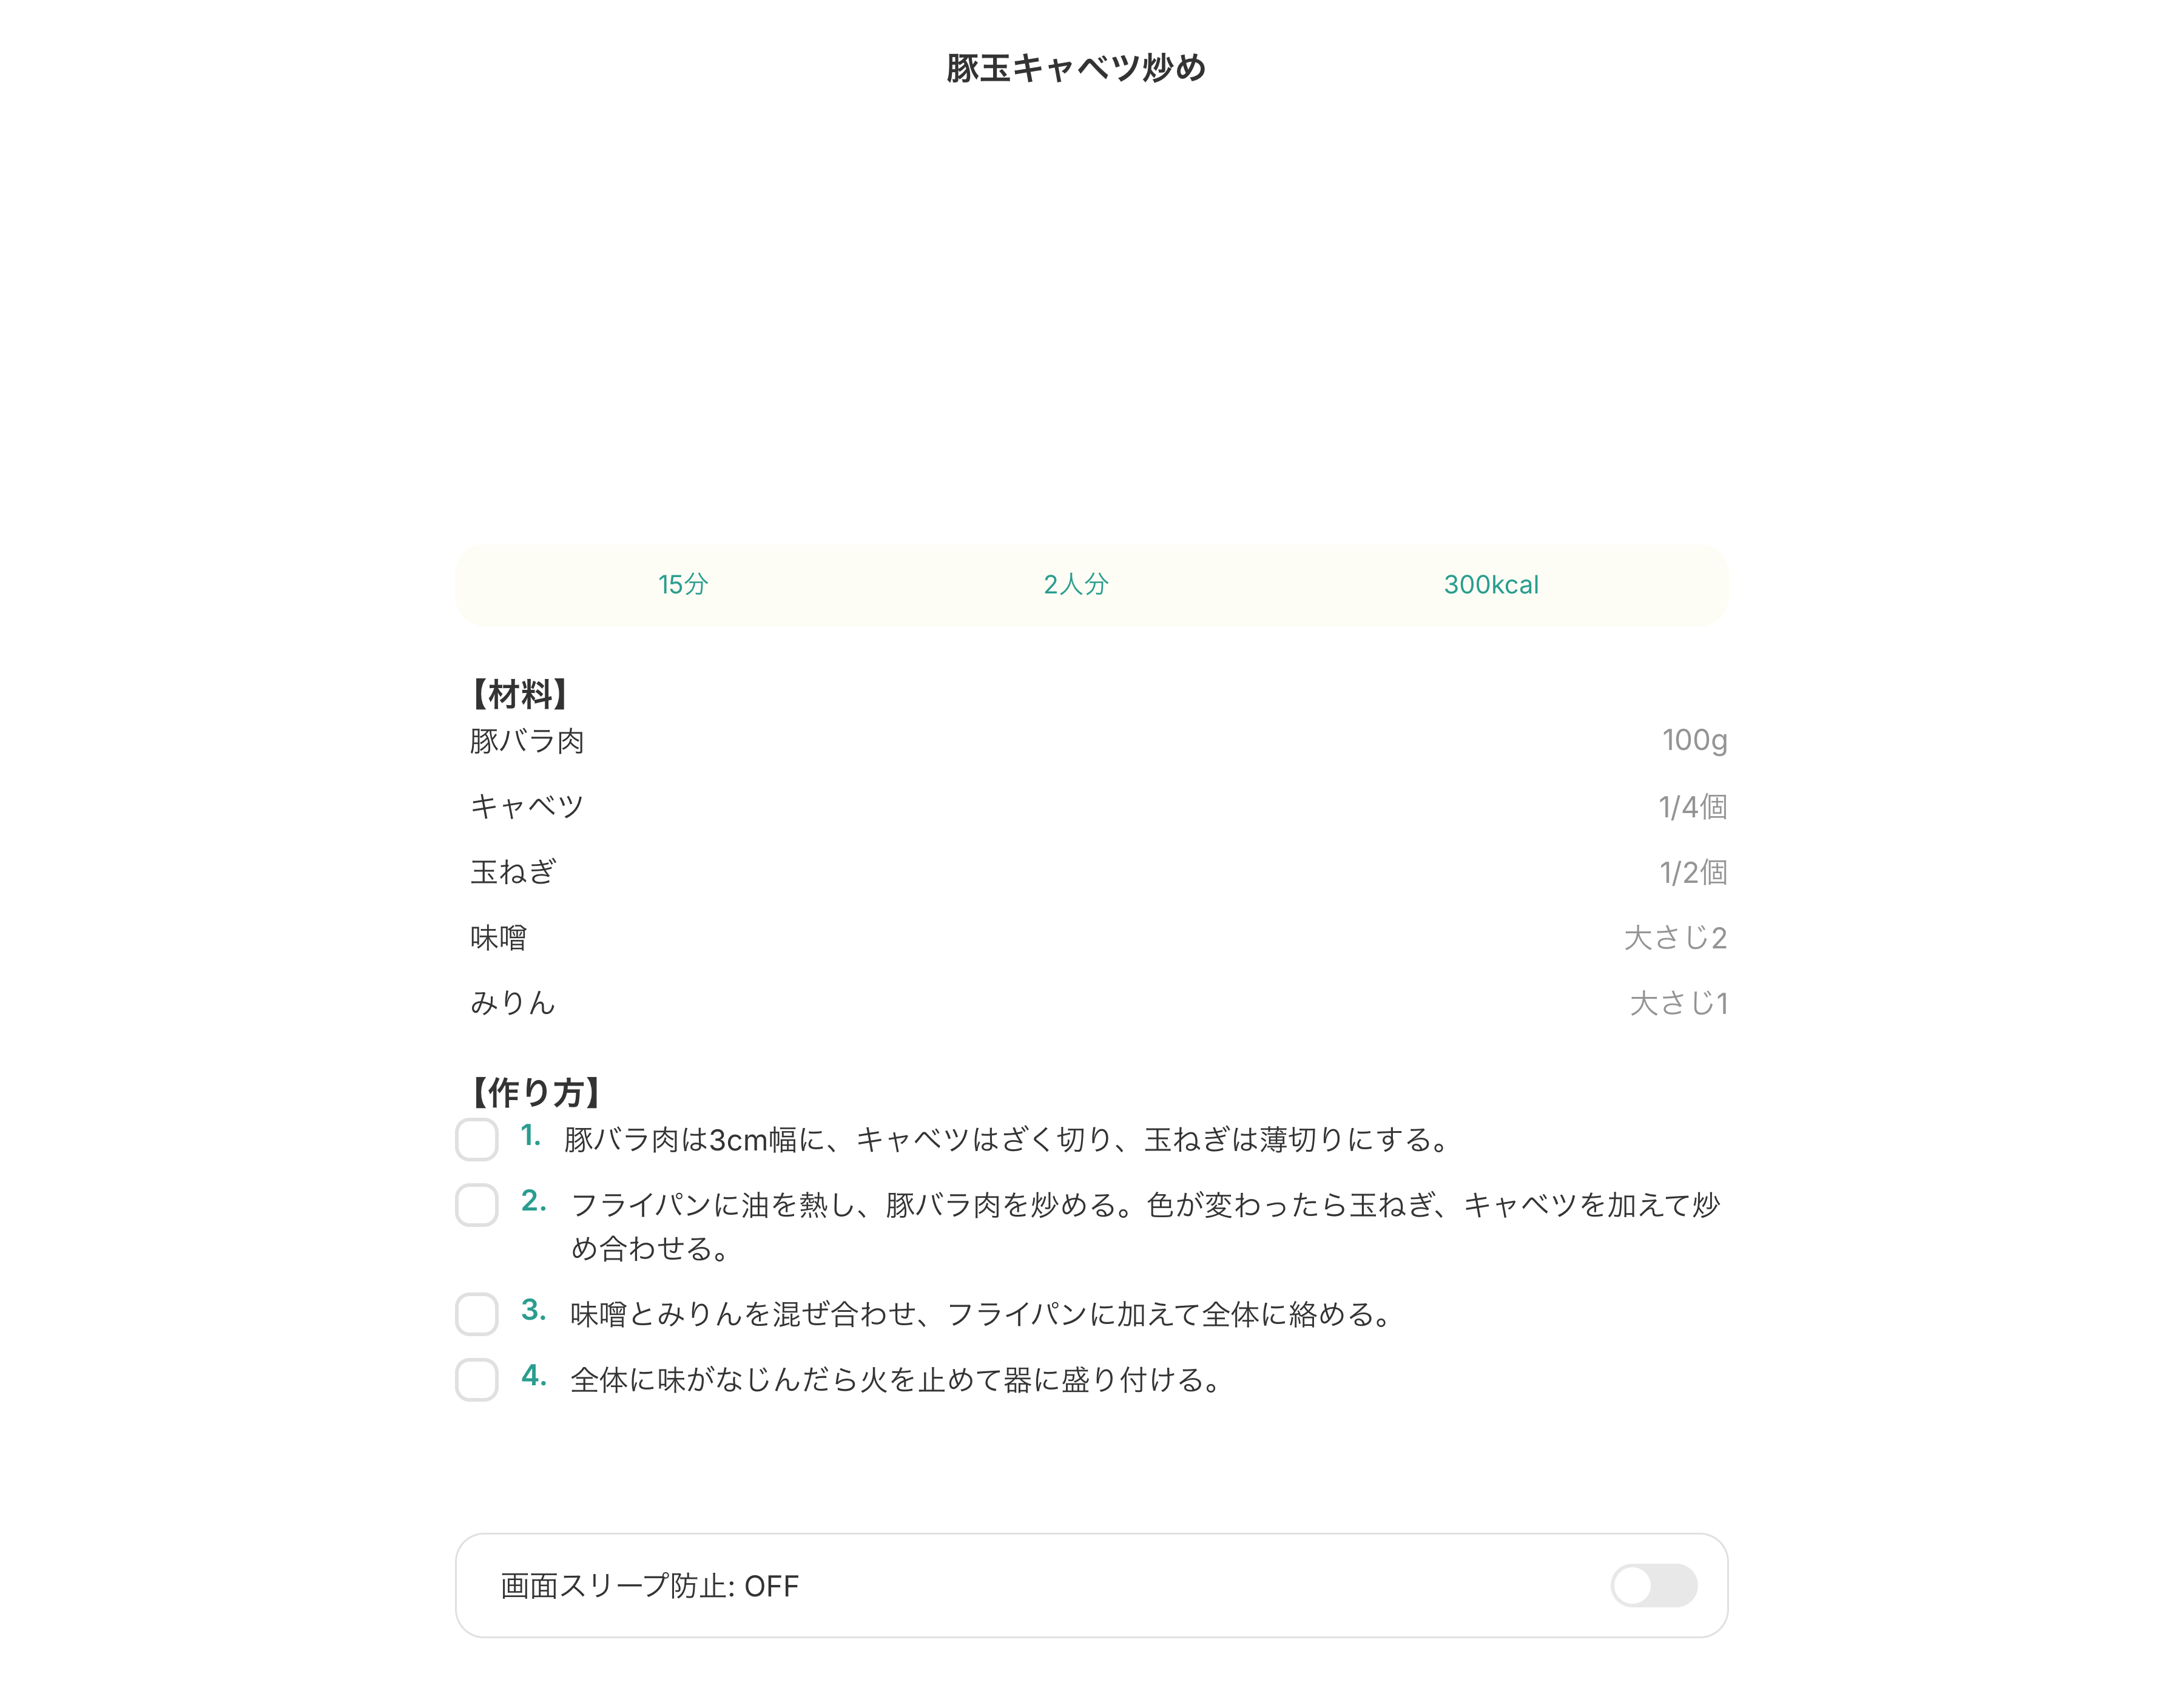 豚玉キャベツ炒め
15分 2人分 300kcal
【材料】
豚バラ肉 100g
キャベツ 1/4個
玉ねぎ 1/2個
味噌 大さじ2
みりん 大さじ1
【作り方】
1. 豚バラ肉は3cm幅に、キャベツはざく切り、玉ねぎは薄切りにする。
2. フライパンに油を熱し、豚バラ肉を炒める。色が変わったら玉ねぎ、キャベツを加えて炒
め合わせる。
3. 味噌とみりんを混ぜ合わせ、フライパンに加えて全体に絡める。
4. 全体に味がなじんだら火を止めて器に盛り付ける。
画面スリープ防止: OFF